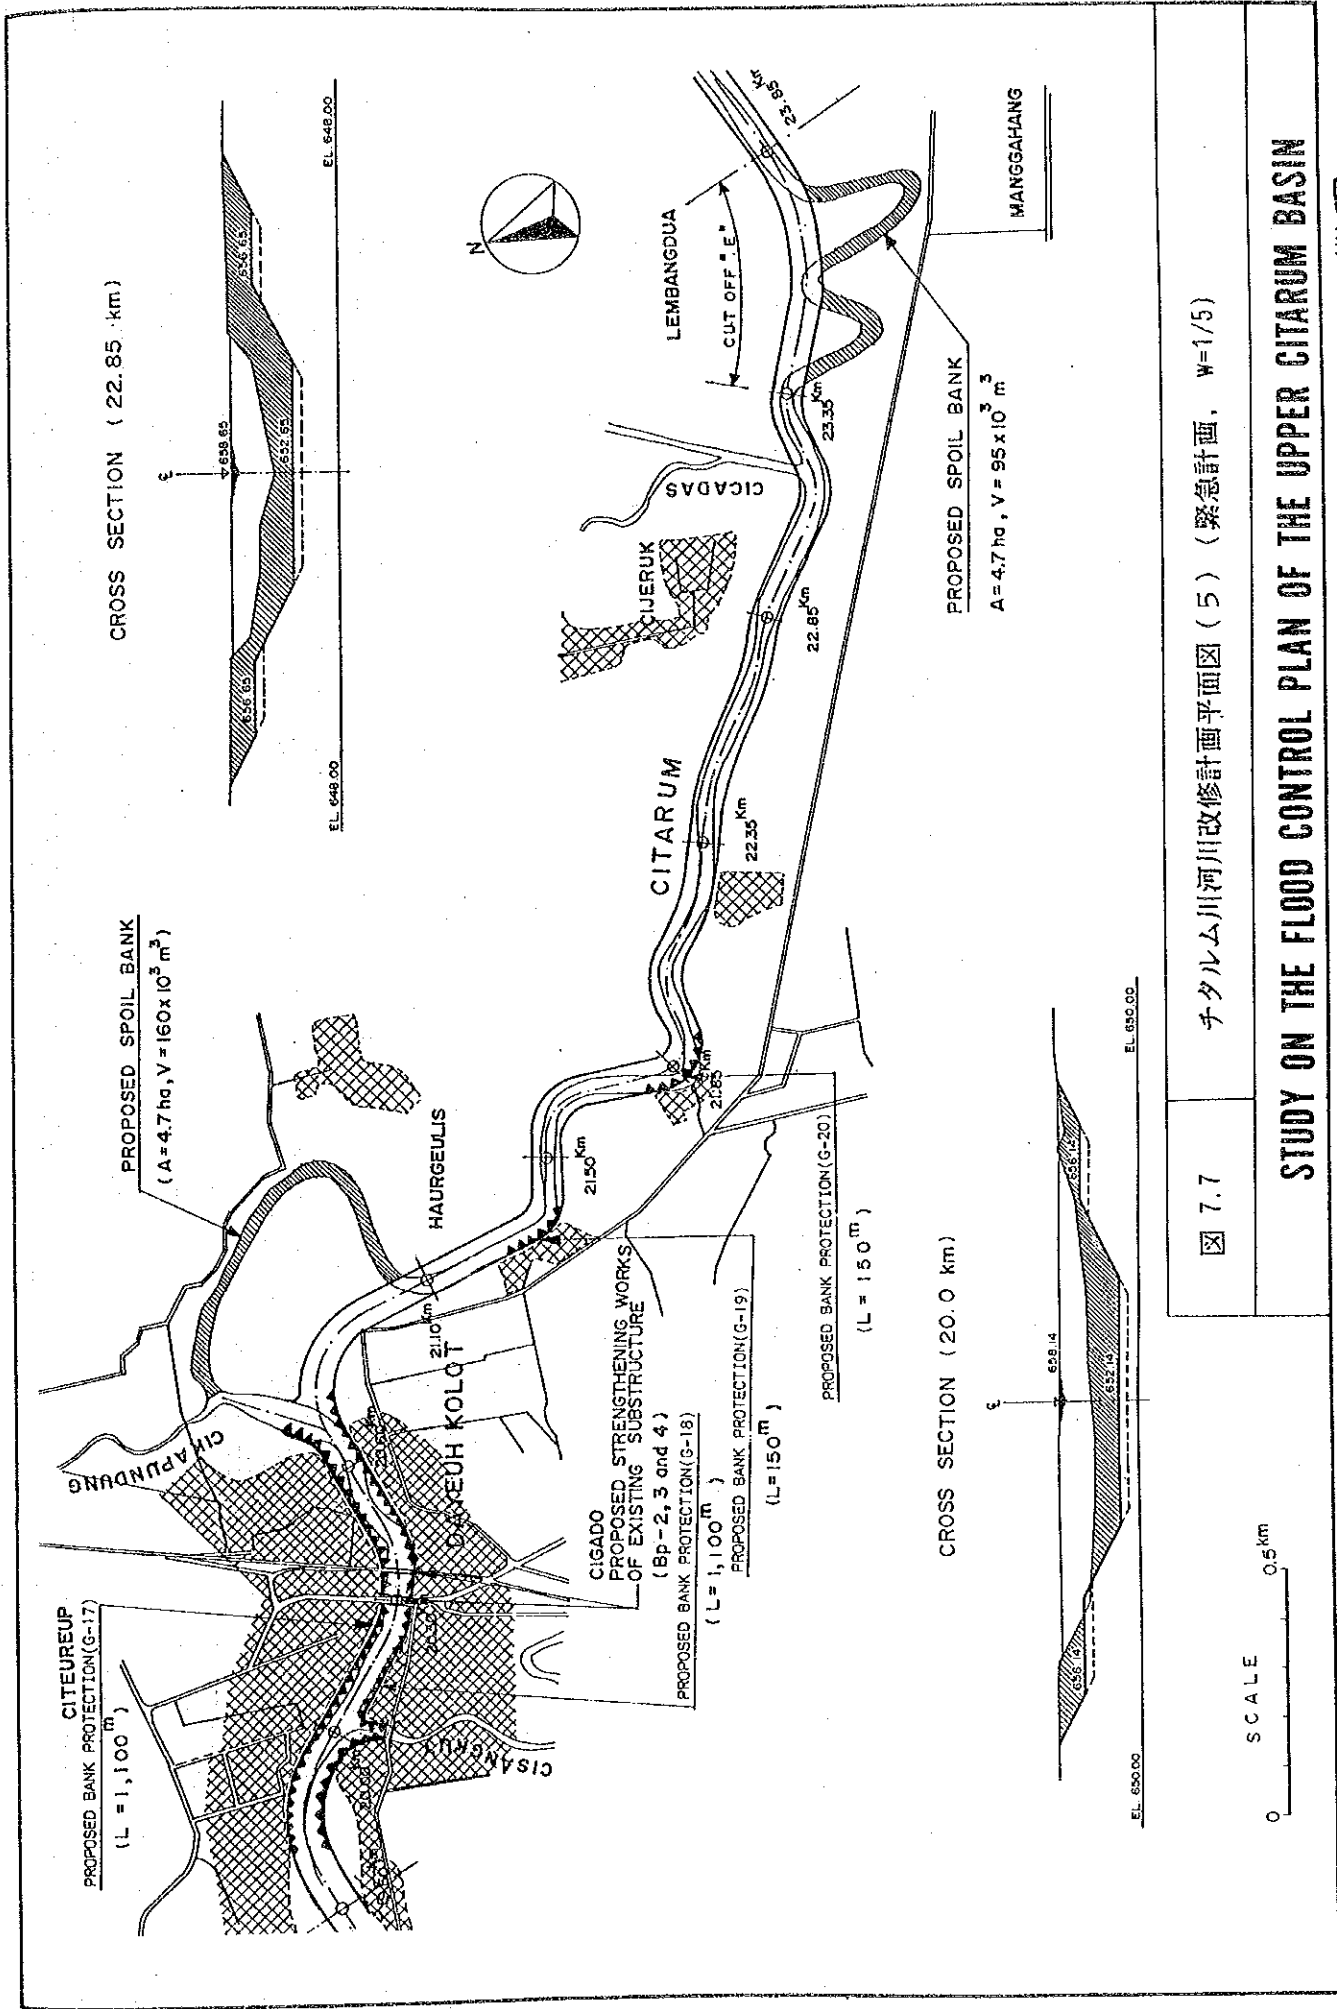 CITEUREUP
PROPOSED BANK PROTECTION(G-17)
(L = 1,100 m)
PROPOSED SPOIL BANK
(A = 4.7 ha, V = 160 x 10³ m³)
CROSS SECTION (22.85 km)
℄
658.65
656.65
652.65
656.65
EL. 648.00
EL. 648.00
N
CIKAPUNDUNG
HAURGEULIS
CIJERUK
CICADAS
LEMBANGDUA
CUT OFF "E"
CITARUM
CISANGKUY
20.00
21.10 Km
21.50 Km
21.85 Km
22.35 Km
22.85 Km
23.35 Km
23.85 Km
MANGGAHANG
CIGADO
PROPOSED STRENGTHENING WORKS
OF EXISTING SUBSTRUCTURE
(Bp-2, 3 and 4)
PROPOSED BANK PROTECTION(G-18)
(L = 1,100 m)
PROPOSED BANK PROTECTION(G-19)
(L = 150 m)
PROPOSED BANK PROTECTION(G-20)
(L = 150 m)
PROPOSED SPOIL BANK
A = 4.7 ha, V = 95 x 10³ m³
CROSS SECTION (20.0 km)
℄
658.14
656.14
652.14
656.14
EL. 650.00
EL. 650.00
SCALE
0
0.5 km
図 7.7
チタルム川河川改修計画平面図(5)(緊急計画, W=1/5)
STUDY ON THE FLOOD CONTROL PLAN OF THE UPPER CITARUM BASIN